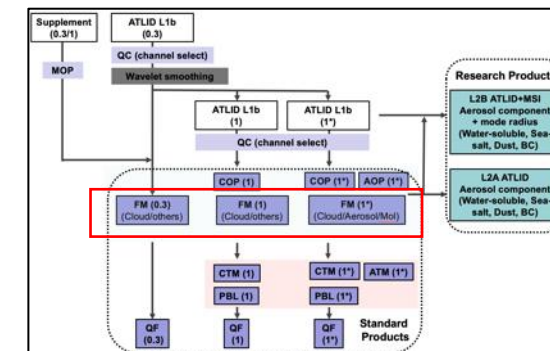 Supplement
(0.3/1)
ATLID L1b
(0.3)
MOP
QC (channel select)
Wavelet smoothing
ATLID L1b
(1)
ATLID L1b
(1*)
QC (channel select)
Research Product
L2B ATLID+MSI
Aerosol component
+ mode radius
(Water-soluble, Sea-
salt, Dust, BC)
L2A ATLID
Aerosol component
(Water-soluble, Sea-
salt, Dust, BC)
COP (1)
COP (1*)
AOP (1*)
FM (0.3)
(Cloud/others)
FM (1)
(Cloud/others)
FM (1*)
(Cloud/Aerosol/Mol)
CTM (1)
CTM (1*)
ATM (1*)
PBL (1)
PBL (1*)
QF
(0.3)
QF
(1)
QF
(1*)
Standard
Products